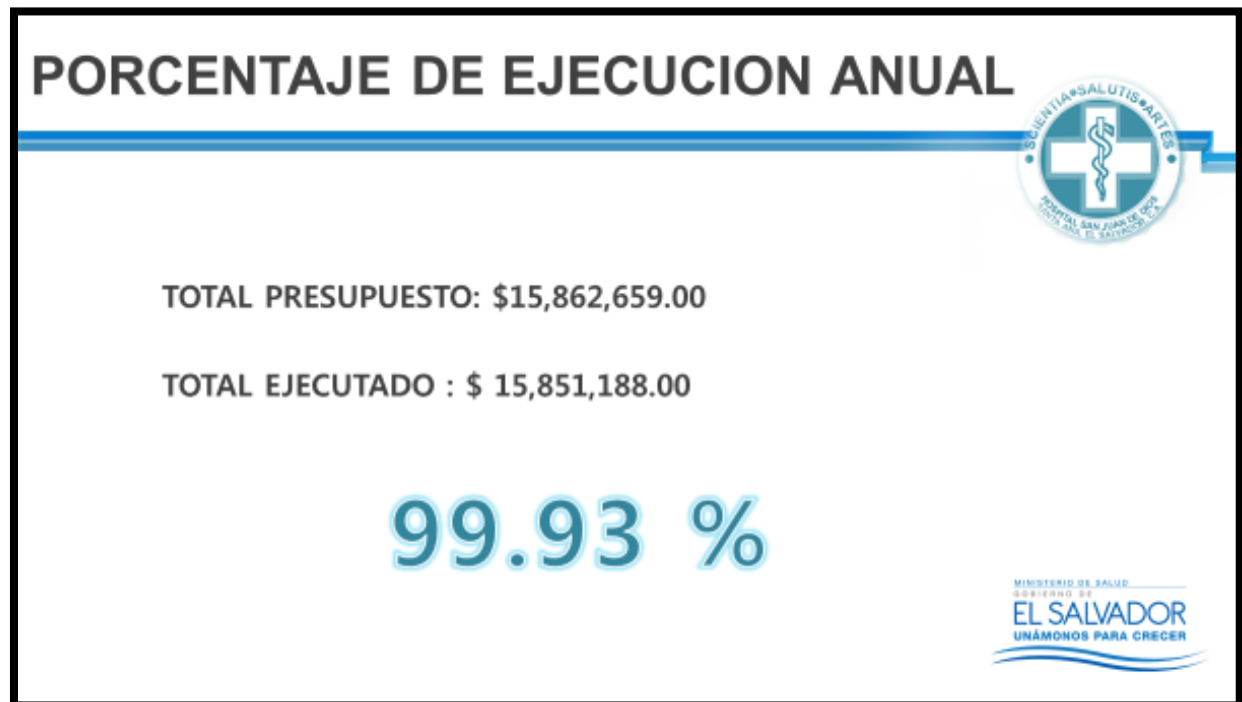 PORCENTAJE DE EJECUCION ANUAL
SCIENTIA SALUTIS ARTES
HOSPITAL SAN JUAN DE DIOS
SANTA ANA, EL SALVADOR, C.A.
TOTAL PRESUPUESTO: $15,862,659.00
TOTAL EJECUTADO : $ 15,851,188.00
99.93 %
MINISTERIO DE SALUD
GOBIERNO DE
EL SALVADOR
UNÁMONOS PARA CRECER